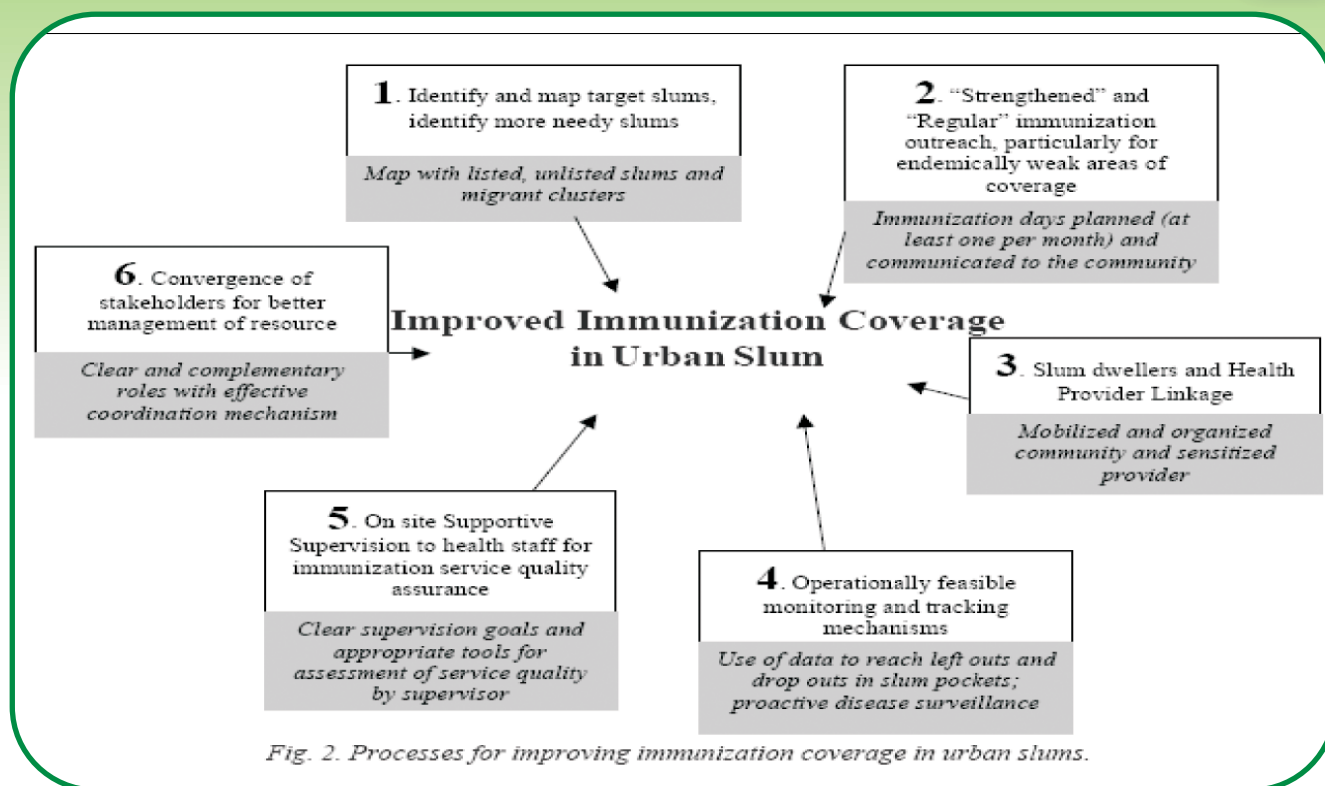 1. Identify and map target slums,
identify more needy slums
Map with listed, unlisted slums and
migrant clusters
2. “Strengthened” and
“Regular” immunization
outreach, particularly for
endemically weak areas of
coverage
Immunization days planned (at
least one per month) and
communicated to the community
3. Slum dwellers and Health
Provider Linkage
Mobilized and organized
community and sensitized
provider
4. Operationally feasible
monitoring and tracking
mechanisms
Use of data to reach left outs and
drop outs in slum pockets;
proactive disease surveillance
5. On site Supportive
Supervision to health staff for
immunization service quality
assurance
Clear supervision goals and
appropriate tools for
assessment of service quality
by supervisor
6. Convergence of
stakeholders for better
management of resource
Clear and complementary
roles with effective
coordination mechanism
Improved Immunization Coverage
in Urban Slum
Fig. 2. Processes for improving immunization coverage in urban slums.